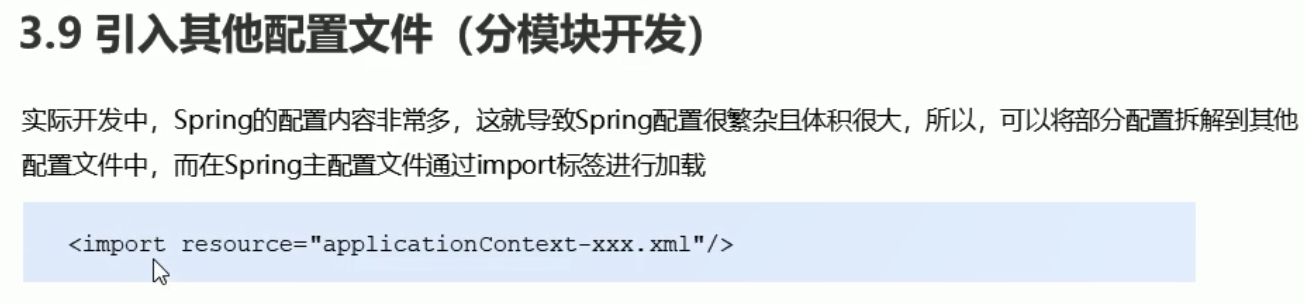 3.9 引入其他配置文件（分模块开发）
实际开发中，Spring的配置内容非常多，这就导致Spring配置很繁杂且体积很大，所以，可以将部分配置拆解到其他
配置文件中，而在Spring主配置文件通过import标签进行加载
<import resource="applicationContext-xxx.xml"/>